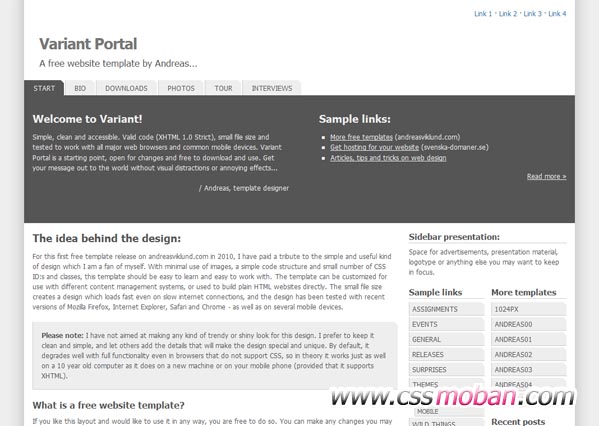 Link 1 · Link 2 · Link 3 · Link 4
Variant Portal
A free website template by Andreas...
START
BIO
DOWNLOADS
PHOTOS
TOUR
INTERVIEWS
Welcome to Variant!
Simple, clean and accessible. Valid code (XHTML 1.0 Strict), small file size and
tested to work with all major web browsers and common mobile devices. Variant
Portal is a starting point, open for changes and free to download and use. Get
your message out to the world without visual distractions or annoying effects...
/ Andreas, template designer
Sample links:
More free templates (andreasviklund.com)
Get hosting for your website (svenska-domaner.se)
Articles, tips and tricks on web design
Read more »
The idea behind the design:
For this first free template release on andreasviklund.com in 2010, I have paid a tribute to the simple and useful kind
of design which I am a fan of myself. With minimal use of images, a simple code structure and small number of CSS
ID:s and classes, this template should be easy to learn and easy to work with. The template can be customized for
use with different content management systems, or used to build plain HTML websites directly. The small file size
creates a design which loads fast even on slow internet connections, and the design has been tested with recent
versions of Mozilla Firefox, Internet Explorer, Safari and Chrome - as well as on several mobile devices.
Please note: I have not aimed at making any kind of trendy or shiny look for this design. I prefer to keep it
clean and simple, and let others add the details that will make the design special and unique. By default, it
degrades well with full functionality even in browsers that do not support CSS, so in theory it works just as well
on a 10 year old computer as it does on a new machine or on your mobile phone (provided that it supports
XHTML).
What is a free website template?
If you like this layout and would like to use it in any way, you are free to do so. You can make any changes you may
Sidebar presentation:
Space for advertisements, presentation material,
logotype or anything else you may want to keep
in focus.
Sample links
ASSIGNMENTS
EVENTS
GENERAL
RELEASES
SURPRISES
THEMES
MOBILE
WILD THINGS
More templates
1024PX
ANDREAS00
ANDREAS01
ANDREAS02
ANDREAS03
ANDREAS04
Recent posts
www.cssmoban.com